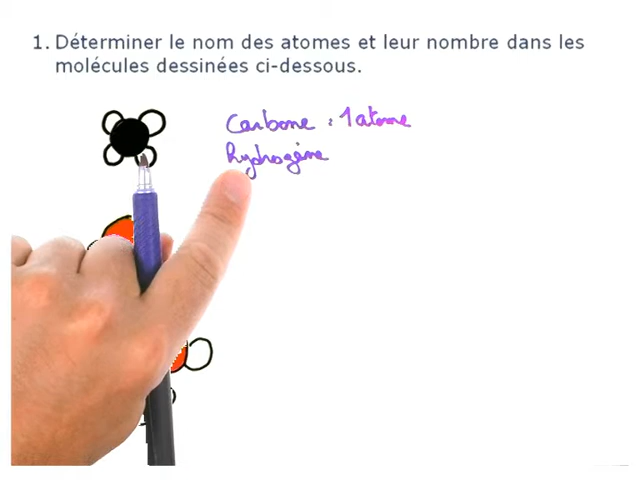 1. Déterminer le nom des atomes et leur nombre dans les
molécules dessinées ci-dessous.
Carbone : 1 atome
hydrogène